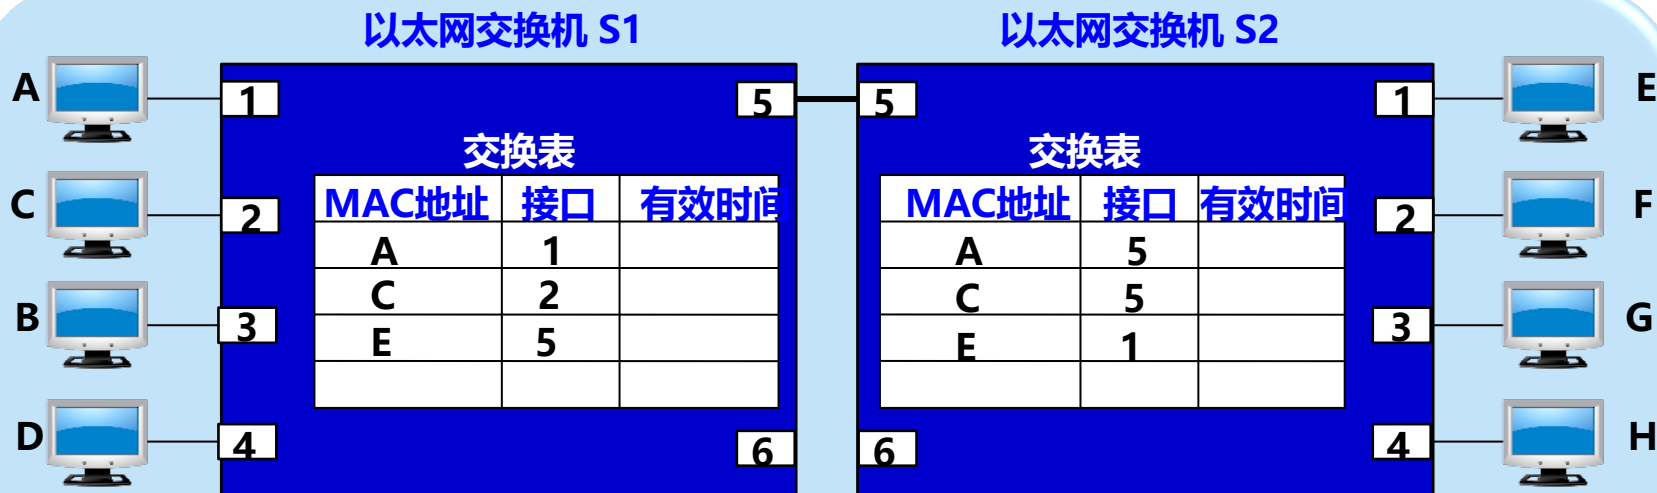 以太网交换机 S1
以太网交换机 S2
A
1
5
5
1
E
交换表
交换表
MAC地址 接口 有效时间
MAC地址 接口 有效时间
C
2
2
F
A 1
A 5
C 2
C 5
B
3
E 5
E 1
3
G
D
4
6
6
4
H